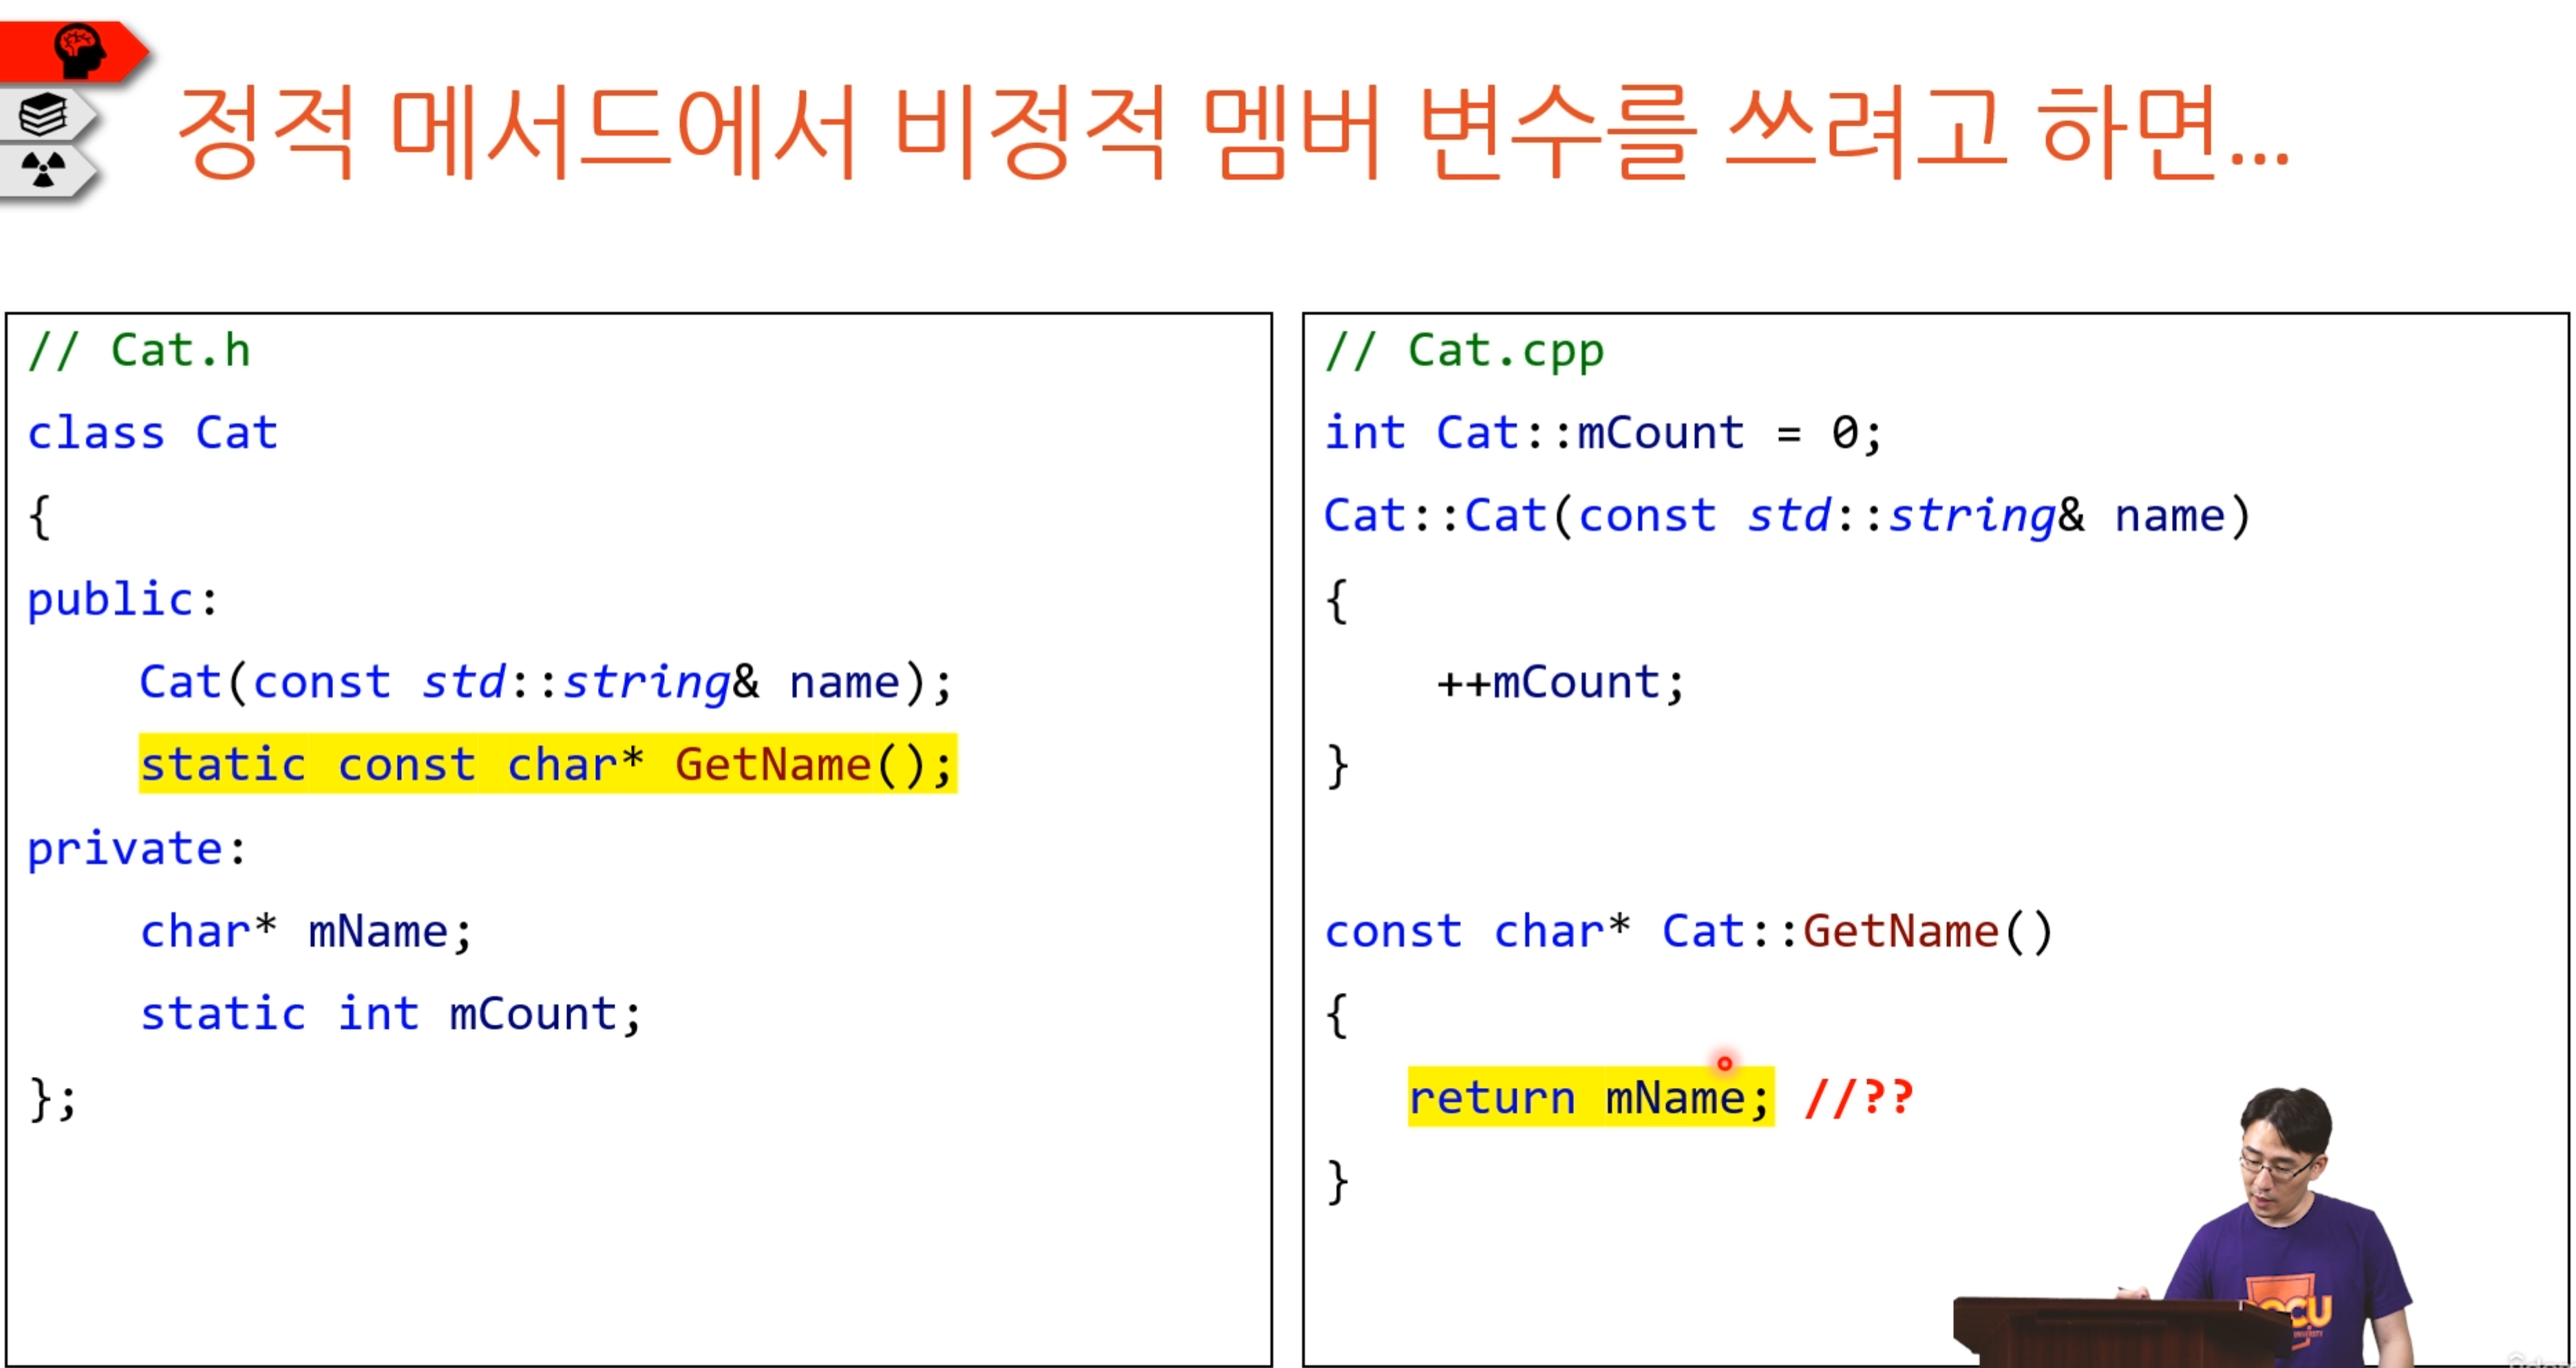 정적 메서드에서 비정적 멤버 변수를 쓰려고 하면...
// Cat.h
class Cat
{
public:
    Cat(const std::string& name);
    static const char* GetName();
private:
    char* mName;
    static int mCount;
};
// Cat.cpp
int Cat::mCount = 0;
Cat::Cat(const std::string& name)
{
    ++mCount;
}
const char* Cat::GetName()
{
    return mName; //??
}